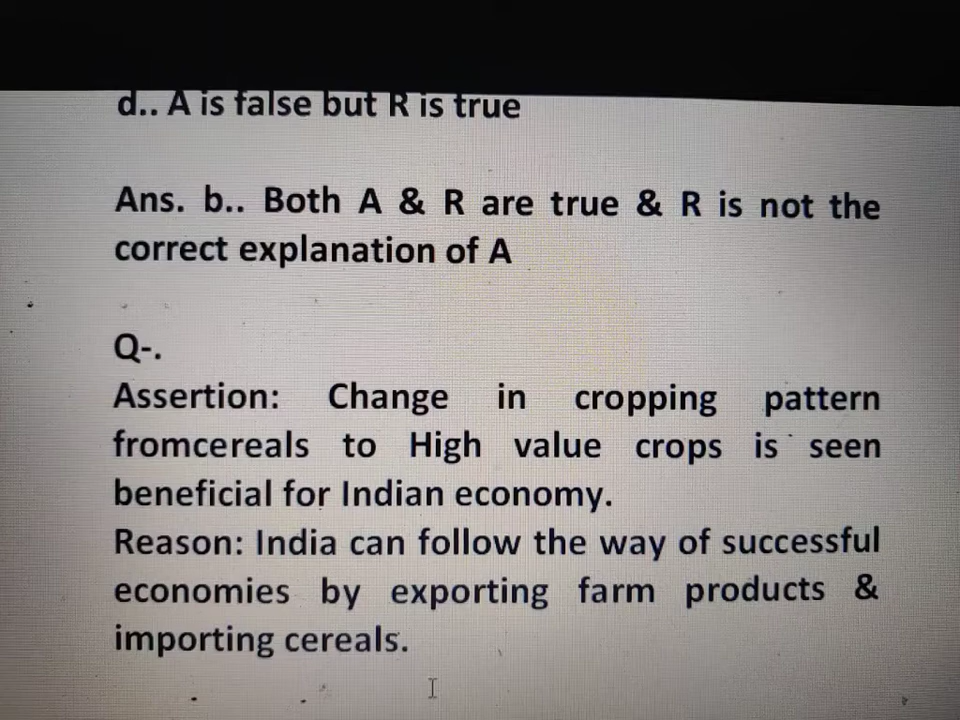 d.. A is false but R is true
Ans. b.. Both A & R are true & R is not the
correct explanation of A
Q-.
Assertion: Change in cropping pattern
fromcereals to High value crops is seen
beneficial for Indian economy.
Reason: India can follow the way of successful
economies by exporting farm products &
importing cereals.